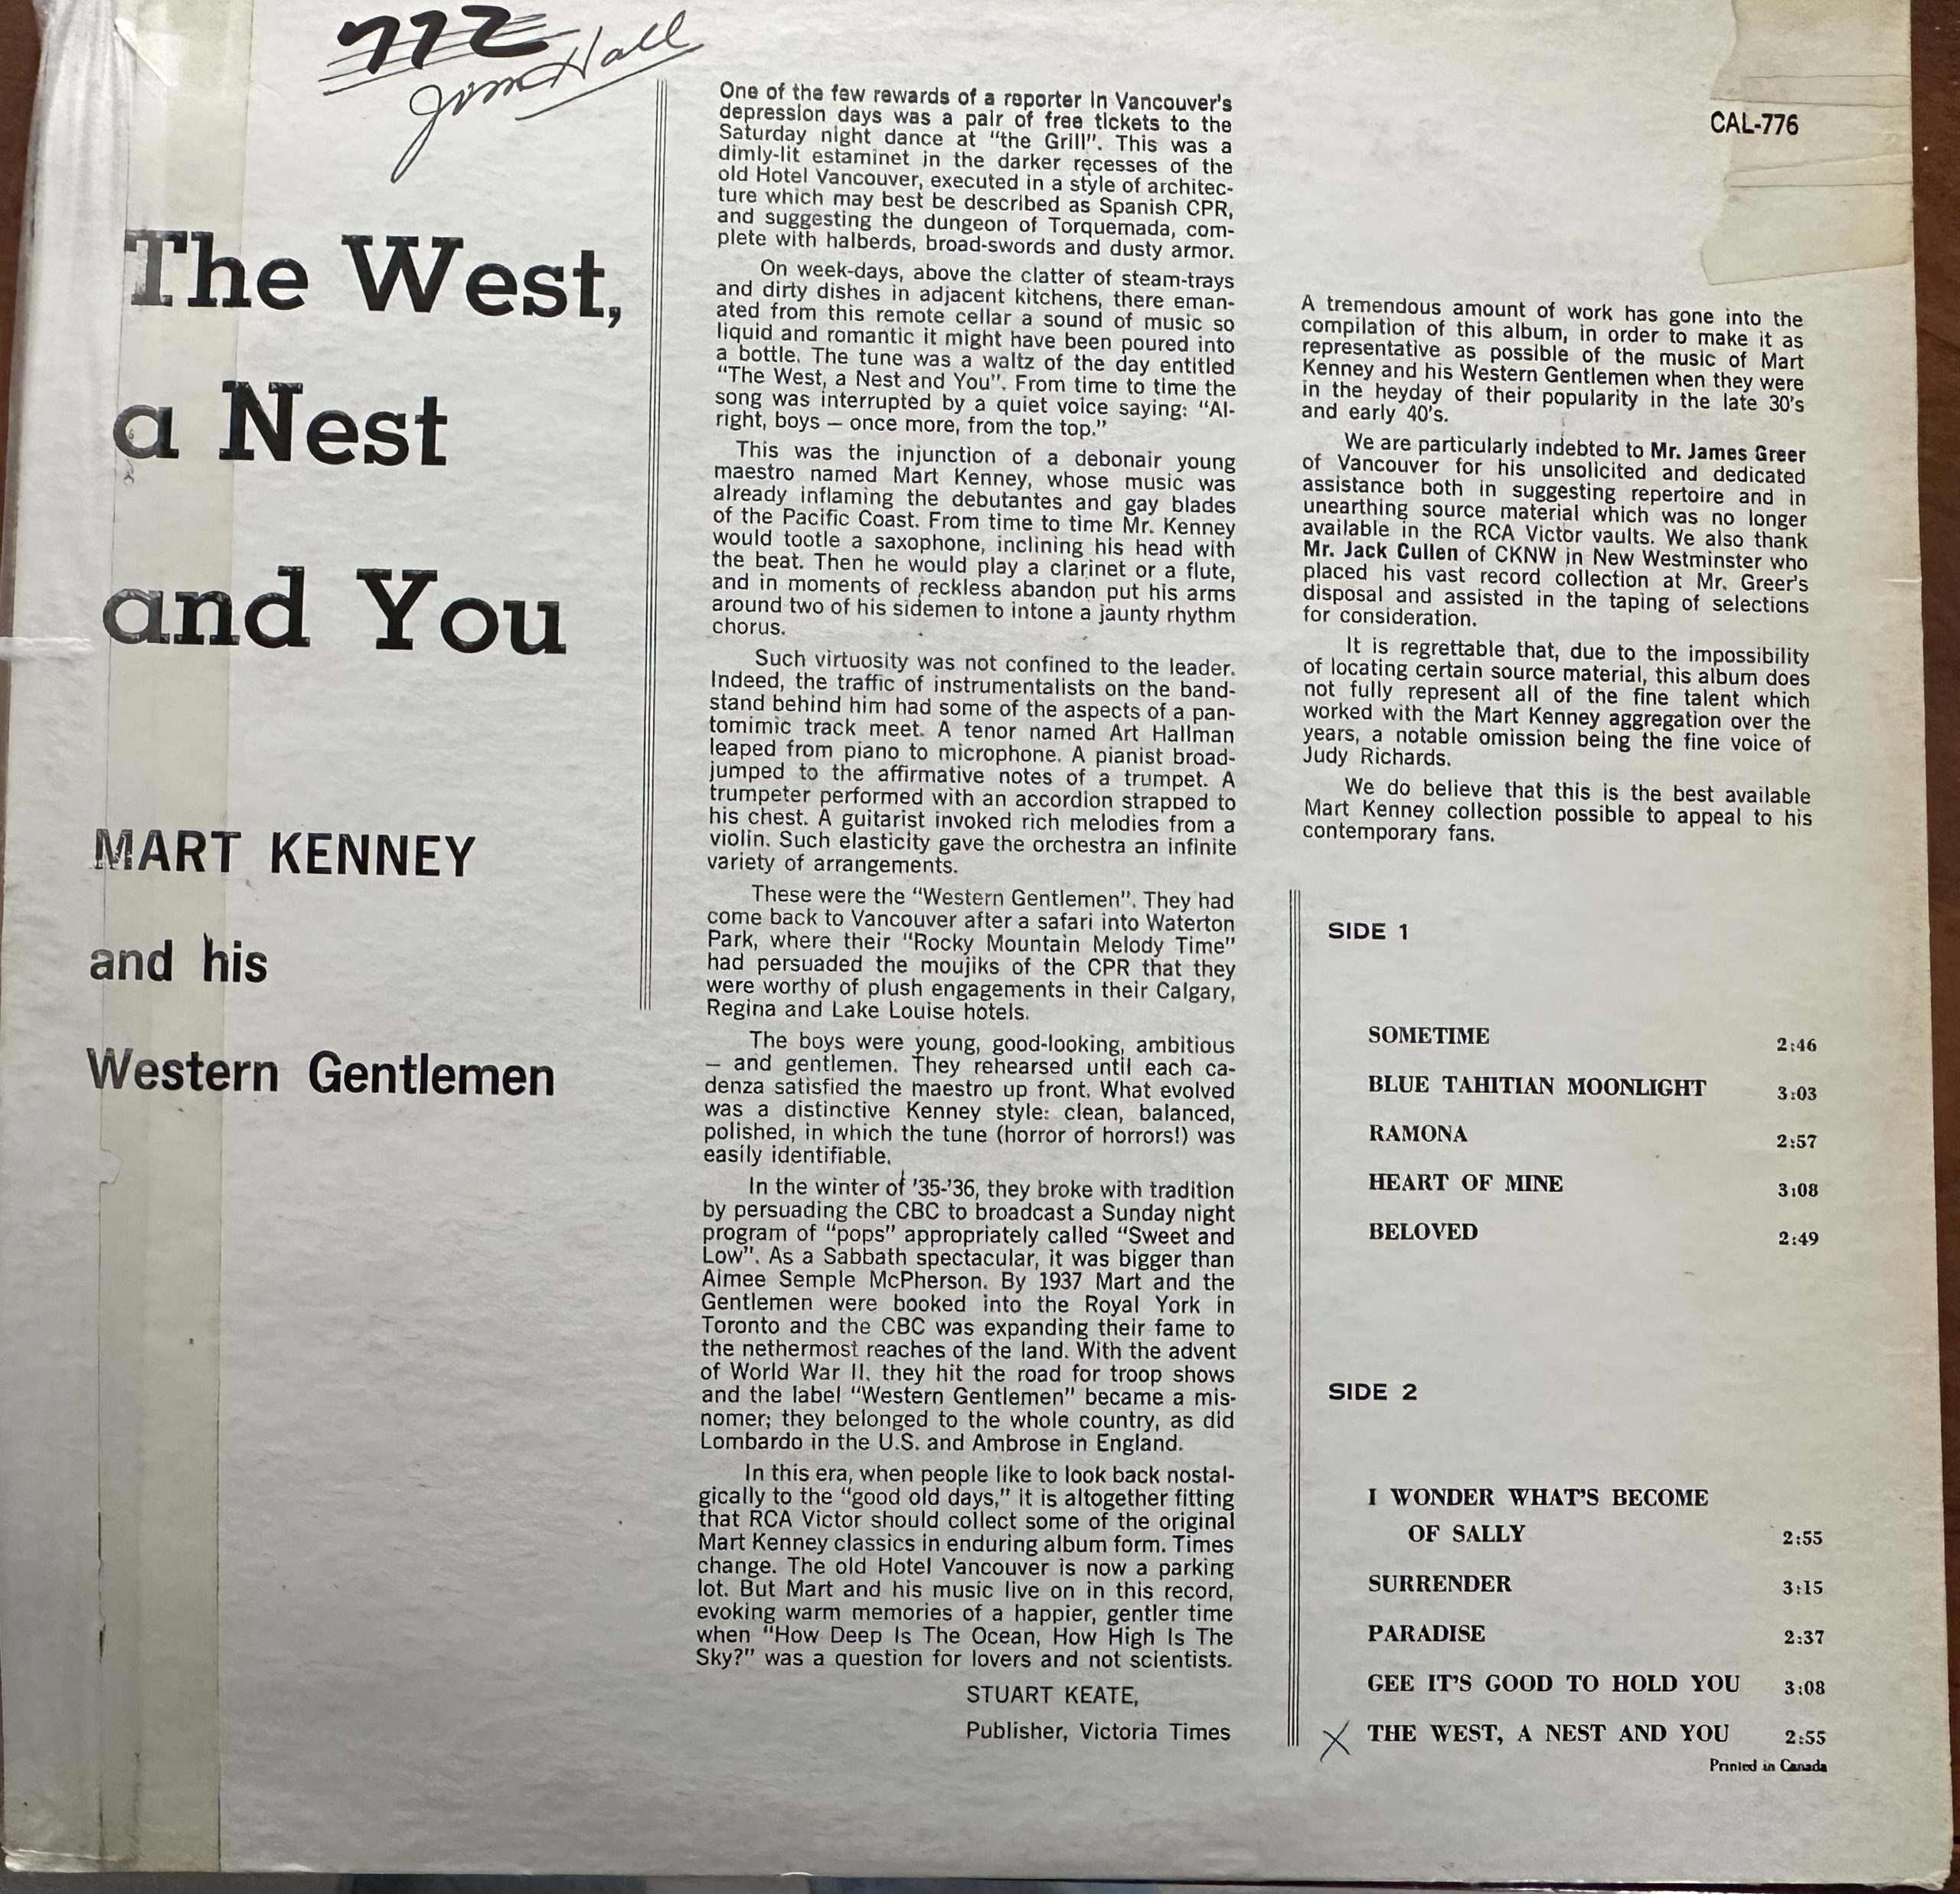 772
Jim Hall
The West,
a Nest
and You
MART KENNEY
and his
Western Gentlemen
One of the few rewards of a reporter in Vancouver's
depression days was a pair of free tickets to the
Saturday night dance at "the Grill". This was a
dimly-lit estaminet in the darker recesses of the
old Hotel Vancouver, executed in a style of architec-
ture which may best be described as Spanish CPR,
and suggesting the dungeon of Torquemada, com-
plete with halberds, broad-swords and dusty armor.
On week-days, above the clatter of steam-trays
and dirty dishes in adjacent kitchens, there eman-
ated from this remote cellar a sound of music so
liquid and romantic it might have been poured into
a bottle. The tune was a waltz of the day entitled
"The West, a Nest and You". From time to time the
song was interrupted by a quiet voice saying: "Al-
right, boys — once more, from the top."
This was the injunction of a debonair young
maestro named Mart Kenney, whose music was
already inflaming the debutantes and gay blades
of the Pacific Coast. From time to time Mr. Kenney
would tootle a saxophone, inclining his head with
the beat. Then he would play a clarinet or a flute,
and in moments of reckless abandon put his arms
around two of his sidemen to intone a jaunty rhythm
chorus.
Such virtuosity was not confined to the leader.
Indeed, the traffic of instrumentalists on the band-
stand behind him had some of the aspects of a pan-
tomimic track meet. A tenor named Art Hallman
leaped from piano to microphone. A pianist broad-
jumped to the affirmative notes of a trumpet. A
trumpeter performed with an accordion strapped to
his chest. A guitarist invoked rich melodies from a
violin. Such elasticity gave the orchestra an infinite
variety of arrangements.
These were the "Western Gentlemen". They had
come back to Vancouver after a safari into Waterton
Park, where their "Rocky Mountain Melody Time"
had persuaded the moujiks of the CPR that they
were worthy of plush engagements in their Calgary,
Regina and Lake Louise hotels.
The boys were young, good-looking, ambitious
— and gentlemen. They rehearsed until each ca-
denza satisfied the maestro up front. What evolved
was a distinctive Kenney style: clean, balanced,
polished, in which the tune (horror of horrors!) was
easily identifiable.
In the winter of '35-'36, they broke with tradition
by persuading the CBC to broadcast a Sunday night
program of "pops" appropriately called "Sweet and
Low". As a Sabbath spectacular, it was bigger than
Aimee Semple McPherson. By 1937 Mart and the
Gentlemen were booked into the Royal York in
Toronto and the CBC was expanding their fame to
the nethermost reaches of the land. With the advent
of World War II, they hit the road for troop shows
and the label "Western Gentlemen" became a mis-
nomer; they belonged to the whole country, as did
Lombardo in the U.S. and Ambrose in England.
In this era, when people like to look back nostal-
gically to the "good old days," it is altogether fitting
that RCA Victor should collect some of the original
Mart Kenney classics in enduring album form. Times
change. The old Hotel Vancouver is now a parking
lot. But Mart and his music live on in this record,
evoking warm memories of a happier, gentler time
when "How Deep Is The Ocean, How High Is The
Sky?" was a question for lovers and not scientists.
STUART KEATE,
Publisher, Victoria Times
CAL-776
A tremendous amount of work has gone into the
compilation of this album, in order to make it as
representative as possible of the music of Mart
Kenney and his Western Gentlemen when they were
in the heyday of their popularity in the late 30's
and early 40's.
We are particularly indebted to Mr. James Greer
of Vancouver for his unsolicited and dedicated
assistance both in suggesting repertoire and in
unearthing source material which was no longer
available in the RCA Victor vaults. We also thank
Mr. Jack Cullen of CKNW in New Westminster who
placed his vast record collection at Mr. Greer's
disposal and assisted in the taping of selections
for consideration.
It is regrettable that, due to the impossibility
of locating certain source material, this album does
not fully represent all of the fine talent which
worked with the Mart Kenney aggregation over the
years, a notable omission being the fine voice of
Judy Richards.
We do believe that this is the best available
Mart Kenney collection possible to appeal to his
contemporary fans.
SIDE 1
SOMETIME 2:46
BLUE TAHITIAN MOONLIGHT 3:03
RAMONA 2:57
HEART OF MINE 3:08
BELOVED 2:49
SIDE 2
I WONDER WHAT'S BECOME
OF SALLY 2:55
SURRENDER 3:15
PARADISE 2:37
GEE IT'S GOOD TO HOLD YOU 3:08
X THE WEST, A NEST AND YOU 2:55
Printed in Canada